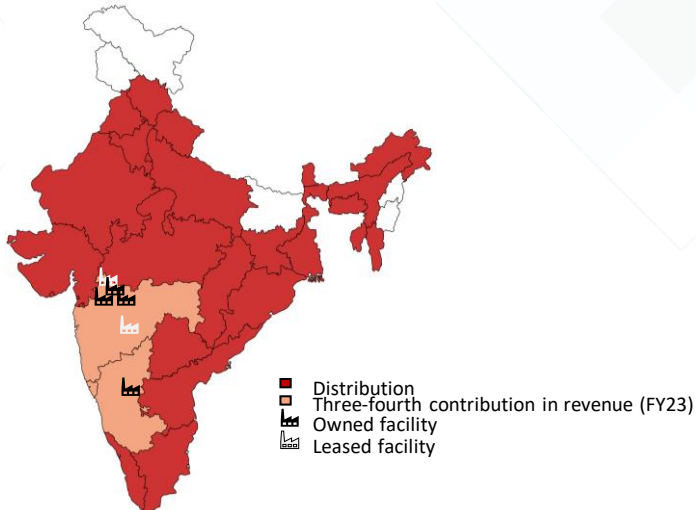 Distribution
Three-fourth contribution in revenue (FY23)
Owned facility
Leased facility